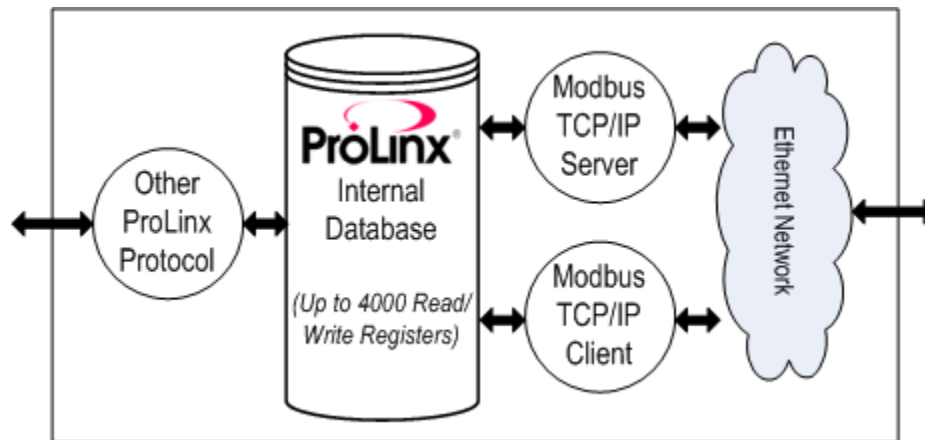 Other
ProLinx
Protocol
ProLinx®
Internal
Database
(Up to 4000 Read/
Write Registers)
Modbus
TCP/IP
Server
Modbus
TCP/IP
Client
Ethernet Network